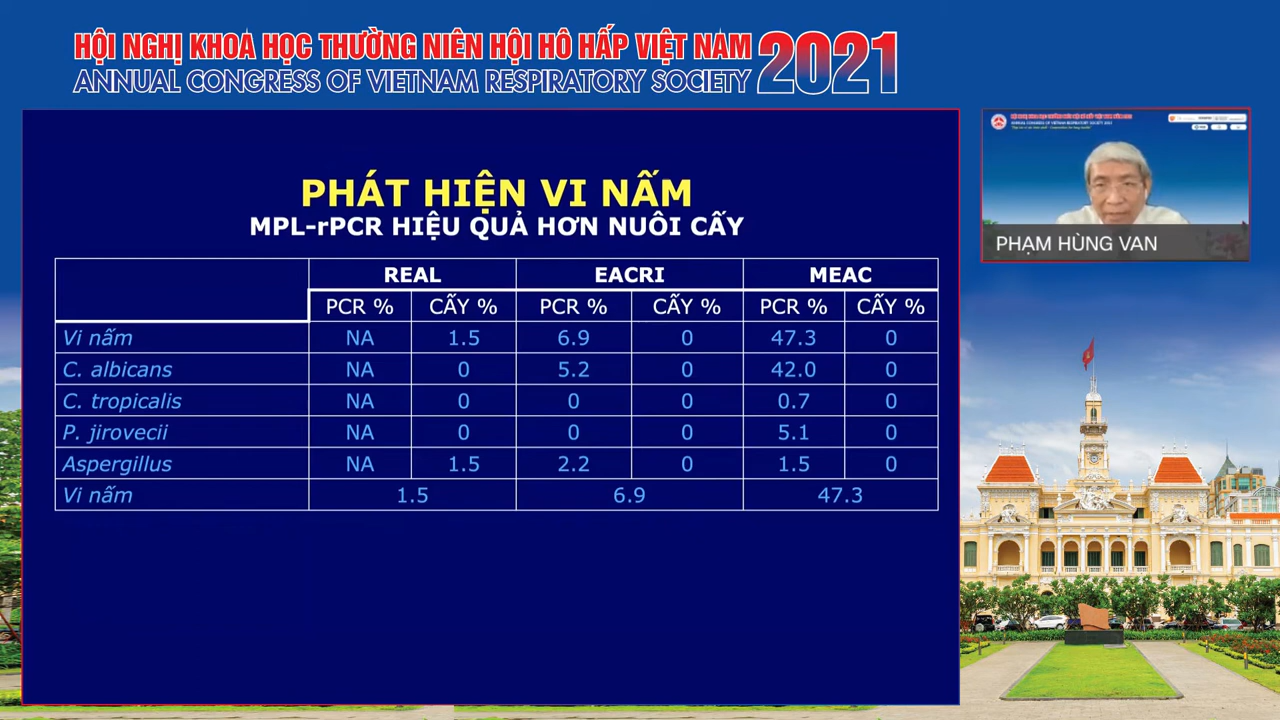 HỘI NGHỊ KHOA HỌC THƯỜNG NIÊN HỘI HÔ HẤP VIỆT NAM 2021
ANNUAL CONGRESS OF VIETNAM RESPIRATORY SOCIETY
PHÁT HIỆN VI NẤM
MPL-rPCR HIỆU QUẢ HƠN NUÔI CẤY
REAL EACRI MEAC
PCR % CẤY % PCR % CẤY % PCR % CẤY %
Vi nấm NA 1.5 6.9 0 47.3 0
C. albicans NA 0 5.2 0 42.0 0
C. tropicalis NA 0 0 0 0.7 0
P. jirovecii NA 0 0 0 5.1 0
Aspergillus NA 1.5 2.2 0 1.5 0
Vi nấm 1.5 6.9 47.3
PHẠM HÙNG VAN